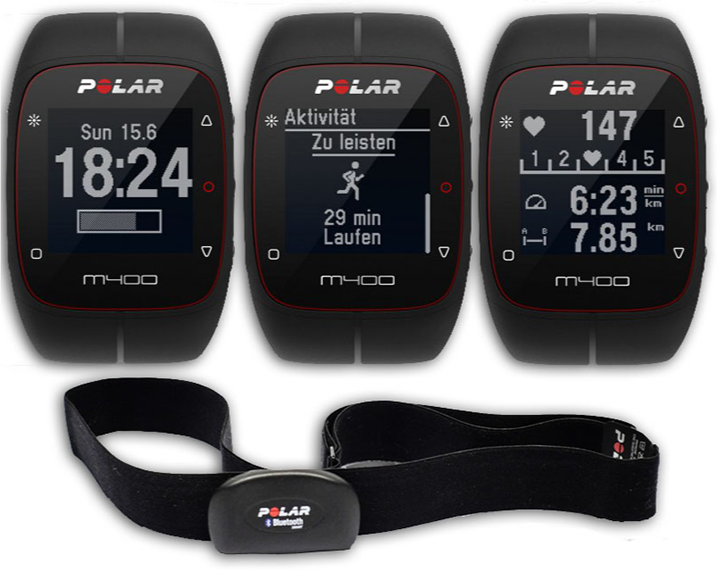 POLAR
Sun 15.6
18:24
M400
POLAR
Aktivität
Zu leisten
29 min
Laufen
M400
POLAR
147
1 2 4 5
6:23 min/km
A B
7.85 km
M400
POLAR
Bluetoov